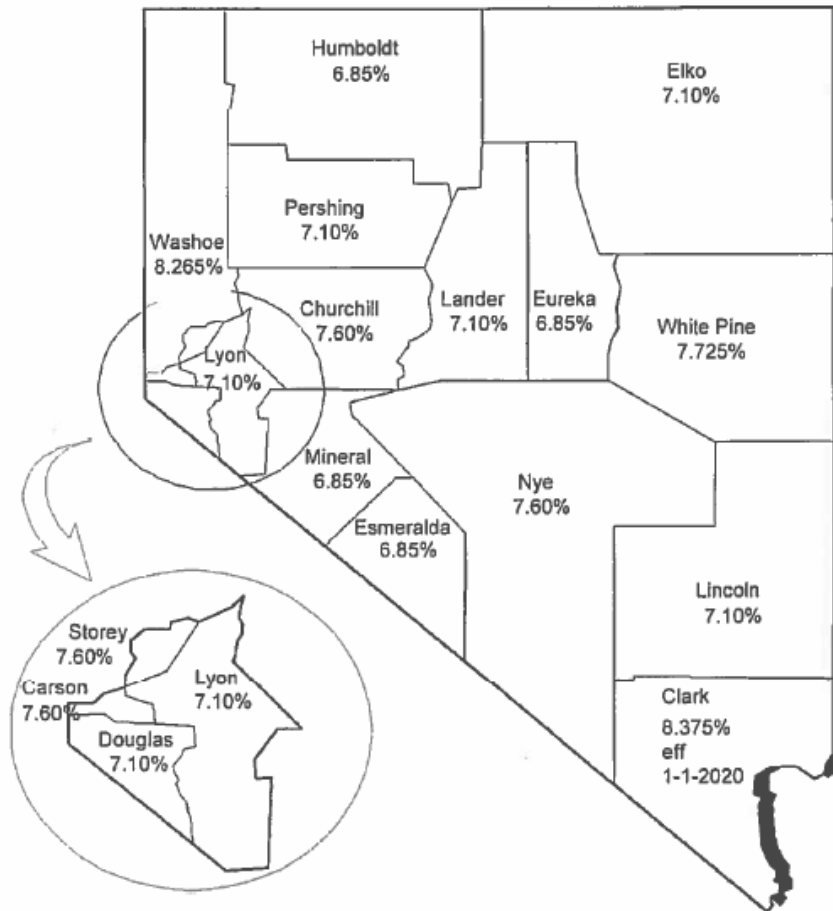 Humboldt
6.85%
Elko
7.10%
Pershing
7.10%
Washoe
8.265%
Churchill
7.60%
Lander
7.10%
Eureka
6.85%
White Pine
7.725%
Lyon
7.10%
Mineral
6.85%
Nye
7.60%
Esmeralda
6.85%
Lincoln
7.10%
Storey
7.60%
Lyon
7.10%
Carson
7.60%
Douglas
7.10%
Clark
8.375%
eff
1-1-2020